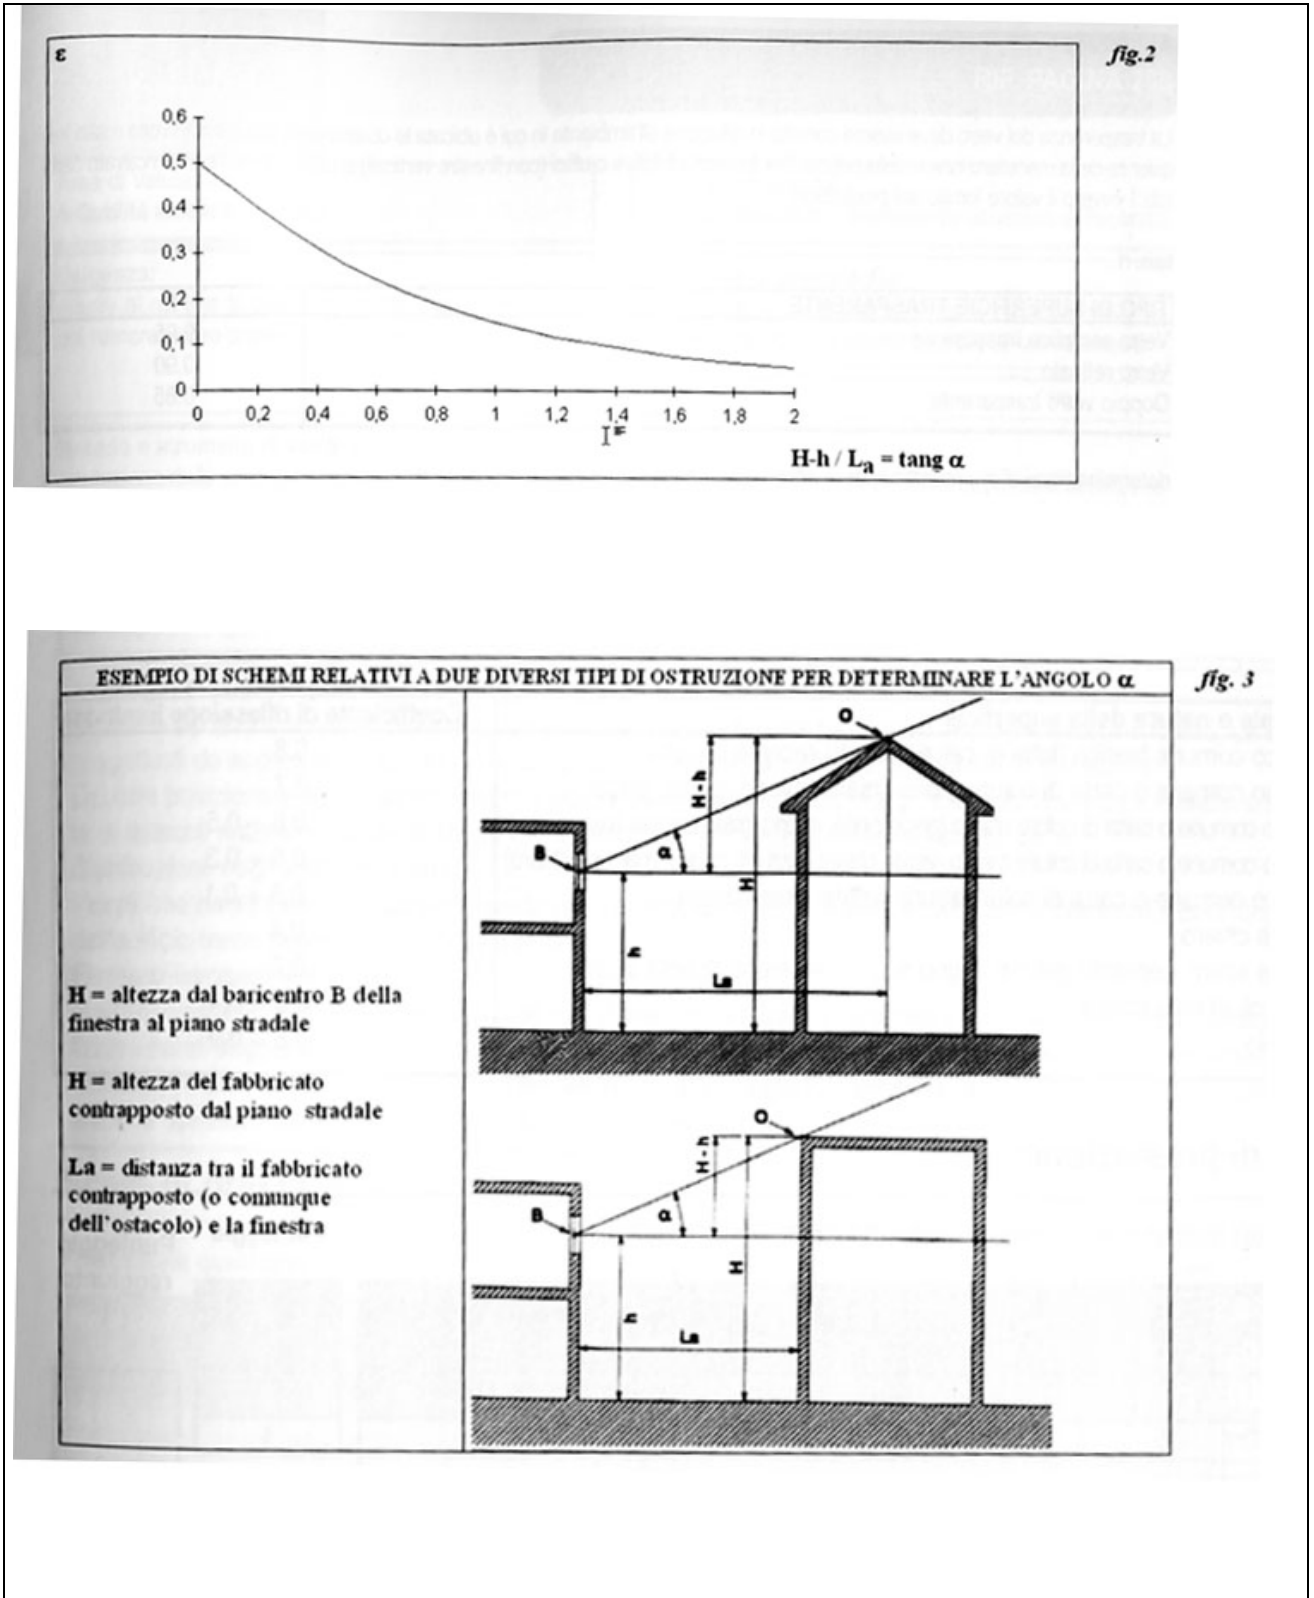 ε
fig.2
0,6
0,5
0,4
0,3
0,2
0,1
0
0 0,2 0,4 0,6 0,8 1 1,2 1,4 1,6 1,8 2
H-h / La = tang α
ESEMPIO DI SCHEMI RELATIVI A DUE DIVERSI TIPI DI OSTRUZIONE PER DETERMINARE L'ANGOLO α
fig. 3
O
H-h
B
α
H
h
La
H = altezza dal baricentro B della
finestra al piano stradale
H = altezza del fabbricato
contrapposto dal piano stradale
La = distanza tra il fabbricato
contrapposto (o comunque
dell'ostacolo) e la finestra
O
H-h
B
α
H
h
La